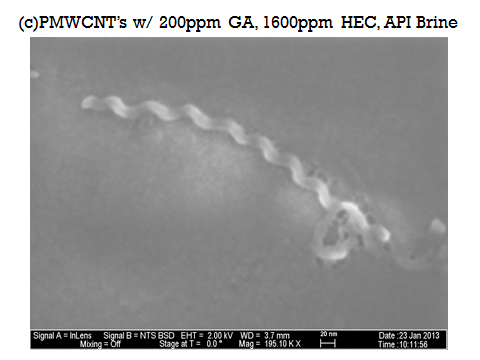 (c)PMWCNT's w/ 200ppm GA, 1600ppm HEC, API Brine
Signal A = InLens Signal B = NTS BSD EHT = 2.00 kV WD = 3.7 mm 20 nm Date :23 Jan 2013
Mixing = Off Stage at T = 0.0 ° Mag = 195.10 K X Time :10:11:56